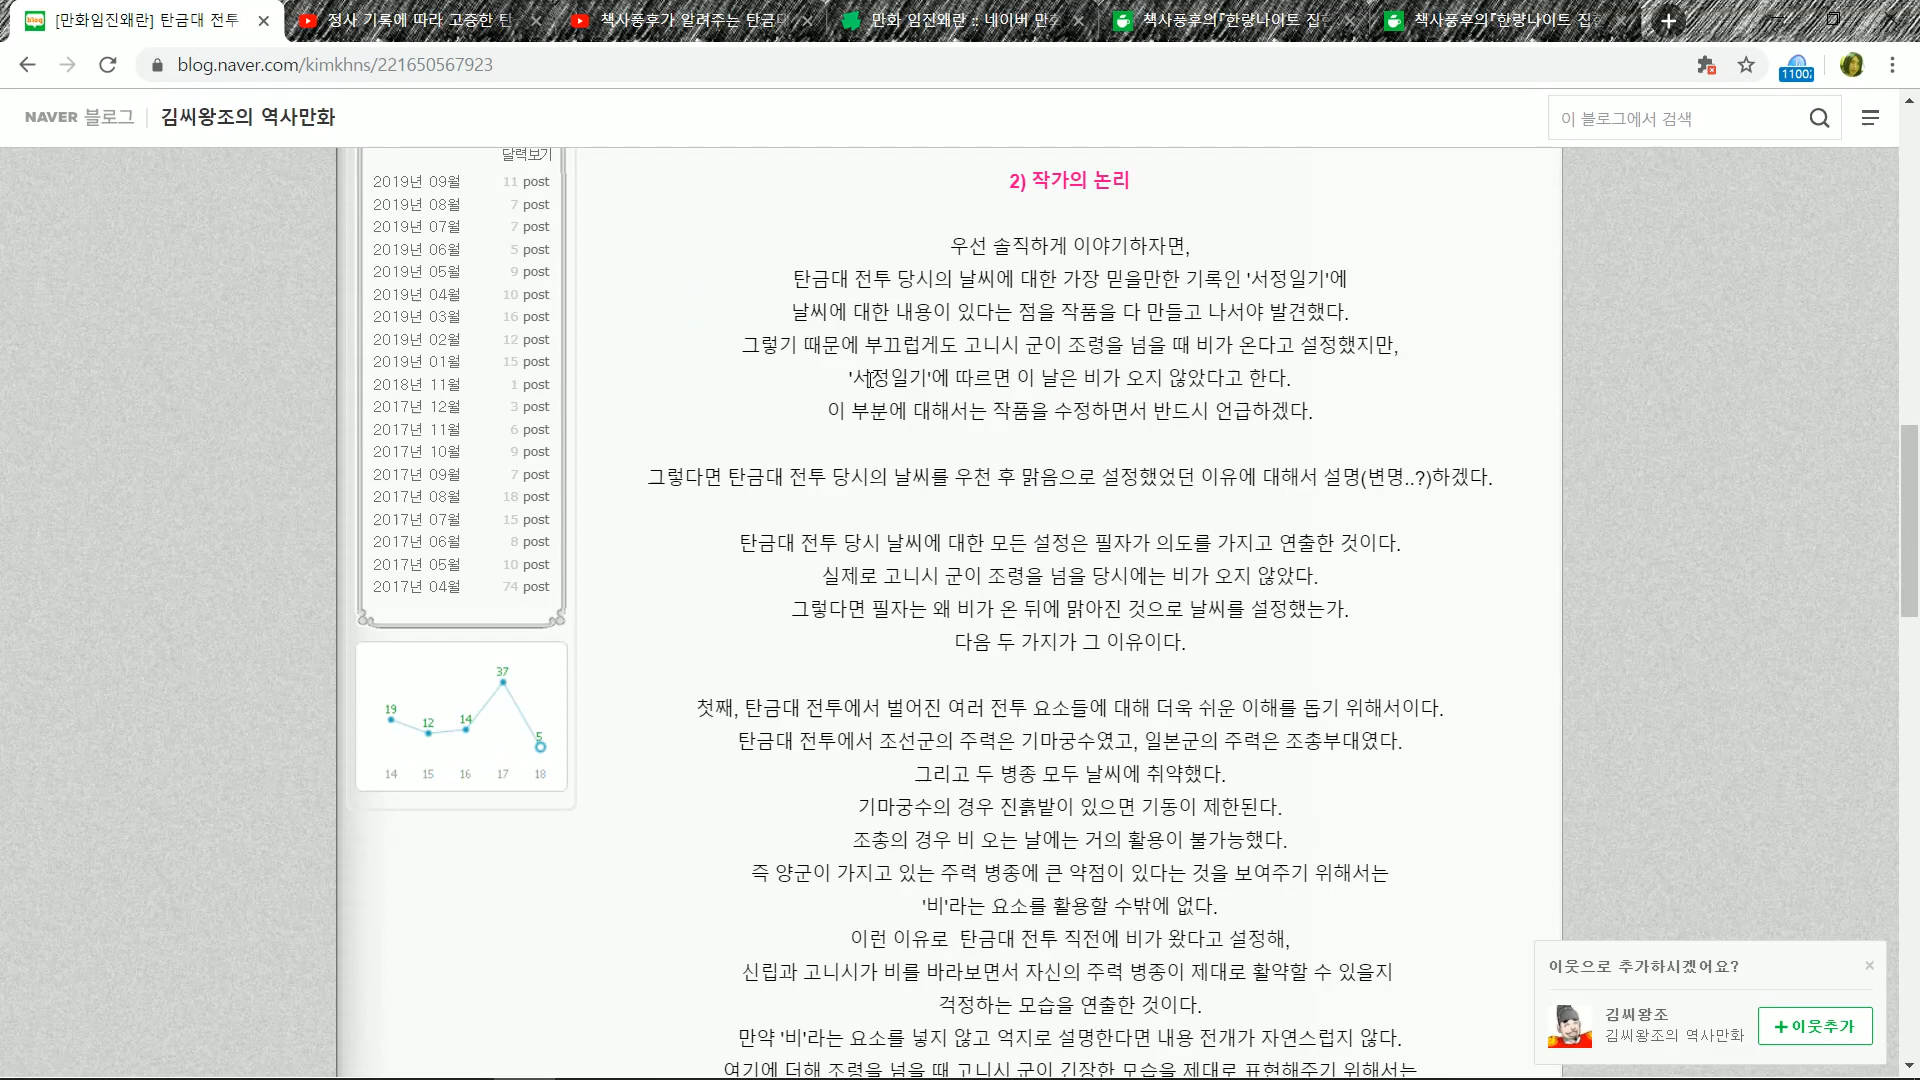 [만화임진왜란] 탄금대 전투
정사 기록에 따라 고증한 탄
책사풍후가 알려주는 탄금대
만화 임진왜란 :: 네이버 만화
책사풍후의「한량나이트 집
책사풍후의「한량나이트 집
blog.naver.com/kimkhns/221650567923
1100
NAVER 블로그
김씨왕조의 역사만화
이 블로그에서 검색
달력보기
2019년 09월 11 post
2019년 08월 7 post
2019년 07월 7 post
2019년 06월 5 post
2019년 05월 9 post
2019년 04월 10 post
2019년 03월 16 post
2019년 02월 12 post
2019년 01월 15 post
2018년 11월 1 post
2017년 12월 3 post
2017년 11월 6 post
2017년 10월 9 post
2017년 09월 7 post
2017년 08월 18 post
2017년 07월 15 post
2017년 06월 8 post
2017년 05월 10 post
2017년 04월 74 post
37
19
12
14
5
14 15 16 17 18
2) 작가의 논리
우선 솔직하게 이야기하자면,
탄금대 전투 당시의 날씨에 대한 가장 믿을만한 기록인 '서정일기'에
날씨에 대한 내용이 있다는 점을 작품을 다 만들고 나서야 발견했다.
그렇기 때문에 부끄럽게도 고니시 군이 조령을 넘을 때 비가 온다고 설정했지만,
'서정일기'에 따르면 이 날은 비가 오지 않았다고 한다.
이 부분에 대해서는 작품을 수정하면서 반드시 언급하겠다.
그렇다면 탄금대 전투 당시의 날씨를 우천 후 맑음으로 설정했었던 이유에 대해서 설명(변명..?)하겠다.
탄금대 전투 당시 날씨에 대한 모든 설정은 필자가 의도를 가지고 연출한 것이다.
실제로 고니시 군이 조령을 넘을 당시에는 비가 오지 않았다.
그렇다면 필자는 왜 비가 온 뒤에 맑아진 것으로 날씨를 설정했는가.
다음 두 가지가 그 이유이다.
첫째, 탄금대 전투에서 벌어진 여러 전투 요소들에 대해 더욱 쉬운 이해를 돕기 위해서이다.
탄금대 전투에서 조선군의 주력은 기마궁수였고, 일본군의 주력은 조총부대였다.
그리고 두 병종 모두 날씨에 취약했다.
기마궁수의 경우 진흙밭이 있으면 기동이 제한된다.
조총의 경우 비 오는 날에는 거의 활용이 불가능했다.
즉 양군이 가지고 있는 주력 병종에 큰 약점이 있다는 것을 보여주기 위해서는
'비'라는 요소를 활용할 수밖에 없다.
이런 이유로 탄금대 전투 직전에 비가 왔다고 설정해,
신립과 고니시가 비를 바라보면서 자신의 주력 병종이 제대로 활약할 수 있을지
걱정하는 모습을 연출한 것이다.
만약 '비'라는 요소를 넣지 않고 억지로 설명한다면 내용 전개가 자연스럽지 않다.
여기에 더해 조령을 넘을 때 고니시 군이 긴장한 모습을 제대로 표현해주기 위해서는
이웃으로 추가하시겠어요?
김씨왕조
김씨왕조의 역사만화
+이웃추가